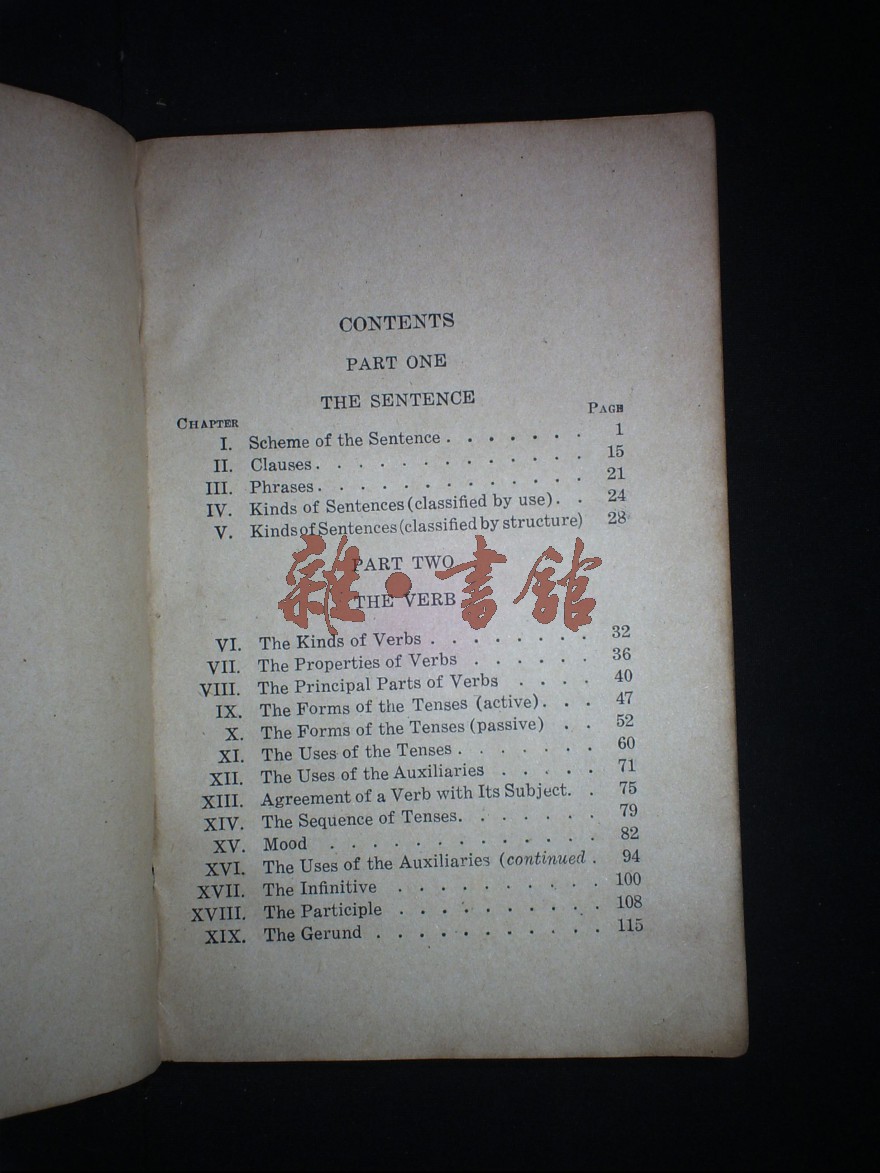 CONTENTS
PART ONE
THE SENTENCE
CHAPTER PAGE
I. Scheme of the Sentence . . . . . . . 1
II. Clauses . . . . . . . . . . . . . 15
III. Phrases . . . . . . . . . . . . . 21
IV. Kinds of Sentences (classified by use) . . 24
V. Kinds of Sentences (classified by structure) 28
PART TWO
雜·書館
THE VERB
VI. The Kinds of Verbs . . . . . . . . 32
VII. The Properties of Verbs . . . . . . 36
VIII. The Principal Parts of Verbs . . . . 40
IX. The Forms of the Tenses (active) . . . 47
X. The Forms of the Tenses (passive) . . 52
XI. The Uses of the Tenses . . . . . . . 60
XII. The Uses of the Auxiliaries . . . . . 71
XIII. Agreement of a Verb with Its Subject. . 75
XIV. The Sequence of Tenses. . . . . . . 79
XV. Mood . . . . . . . . . . . . . 82
XVI. The Uses of the Auxiliaries (continued . 94
XVII. The Infinitive . . . . . . . . . . 100
XVIII. The Participle . . . . . . . . . . 108
XIX. The Gerund . . . . . . . . . . . 115